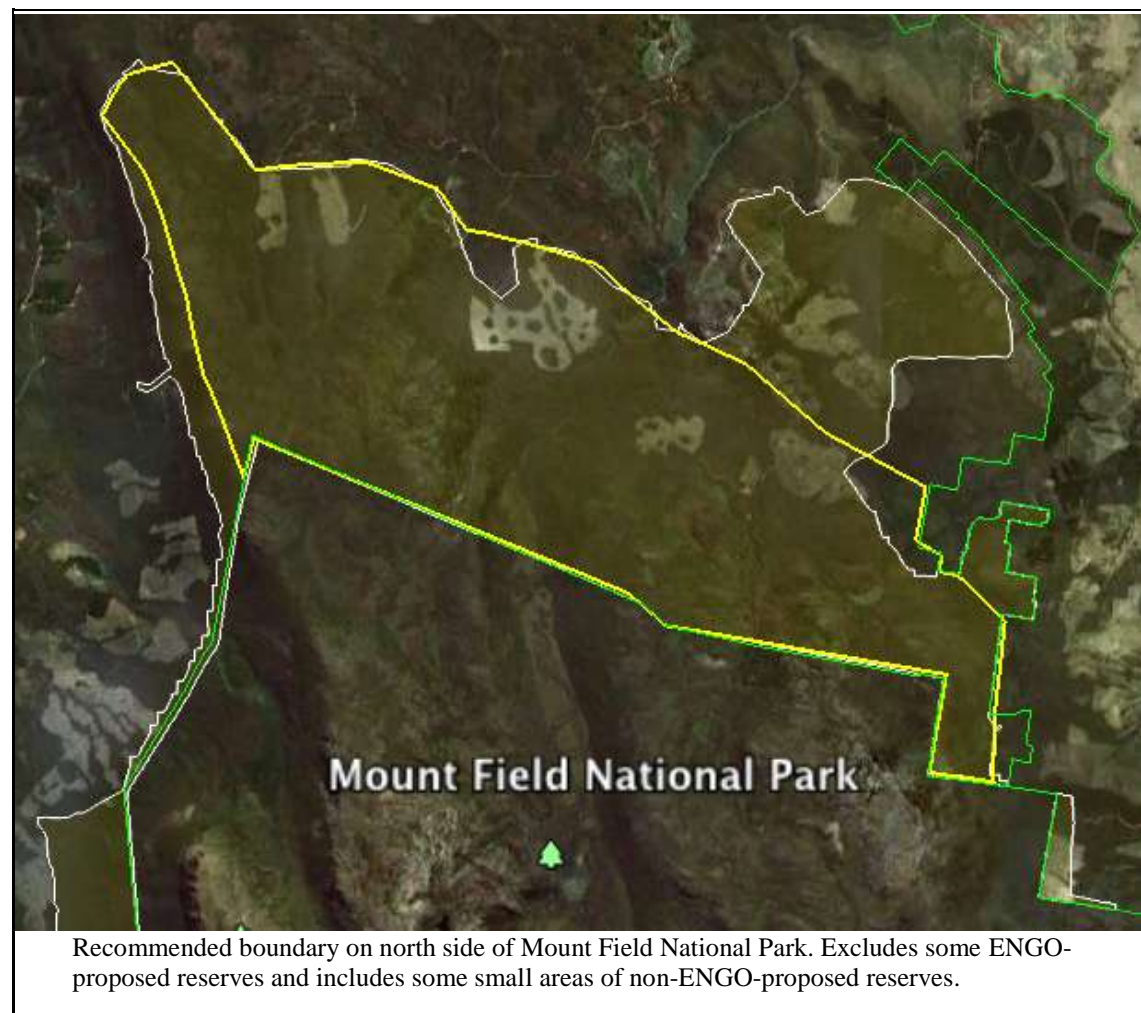 Mount Field National Park
Recommended boundary on north side of Mount Field National Park. Excludes some ENGO-
proposed reserves and includes some small areas of non-ENGO-proposed reserves.